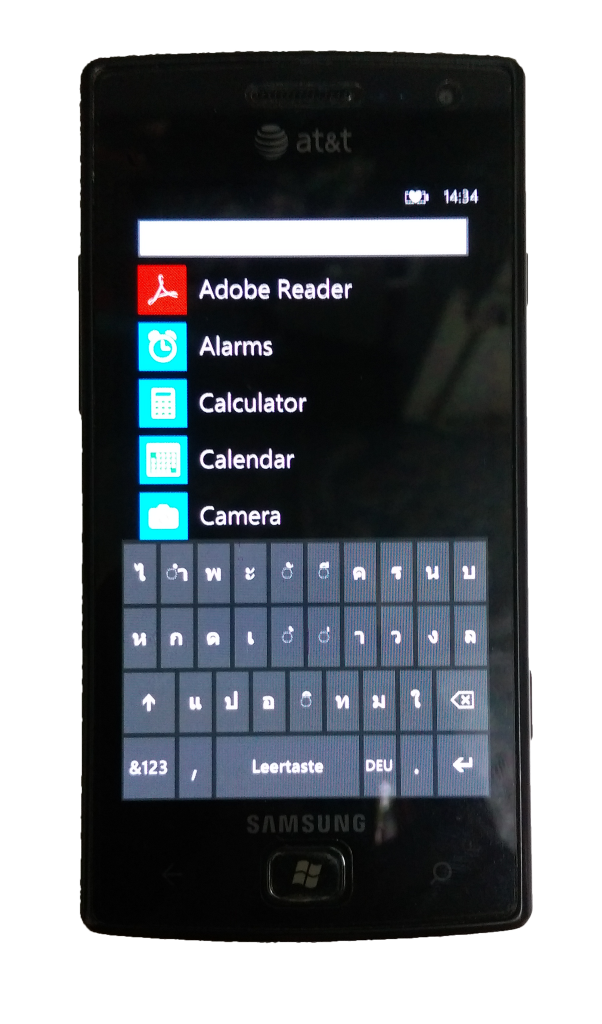 at&t
14:34
Adobe Reader
Alarms
Calculator
Calendar
Camera
ไ ำ พ ะ ั ี ค ร น บ
ห ก ด เ ้ ่ า ว ง ล
แ ป อ ิ ท ม ใ
&123 , Leertaste DEU .
SAMSUNG